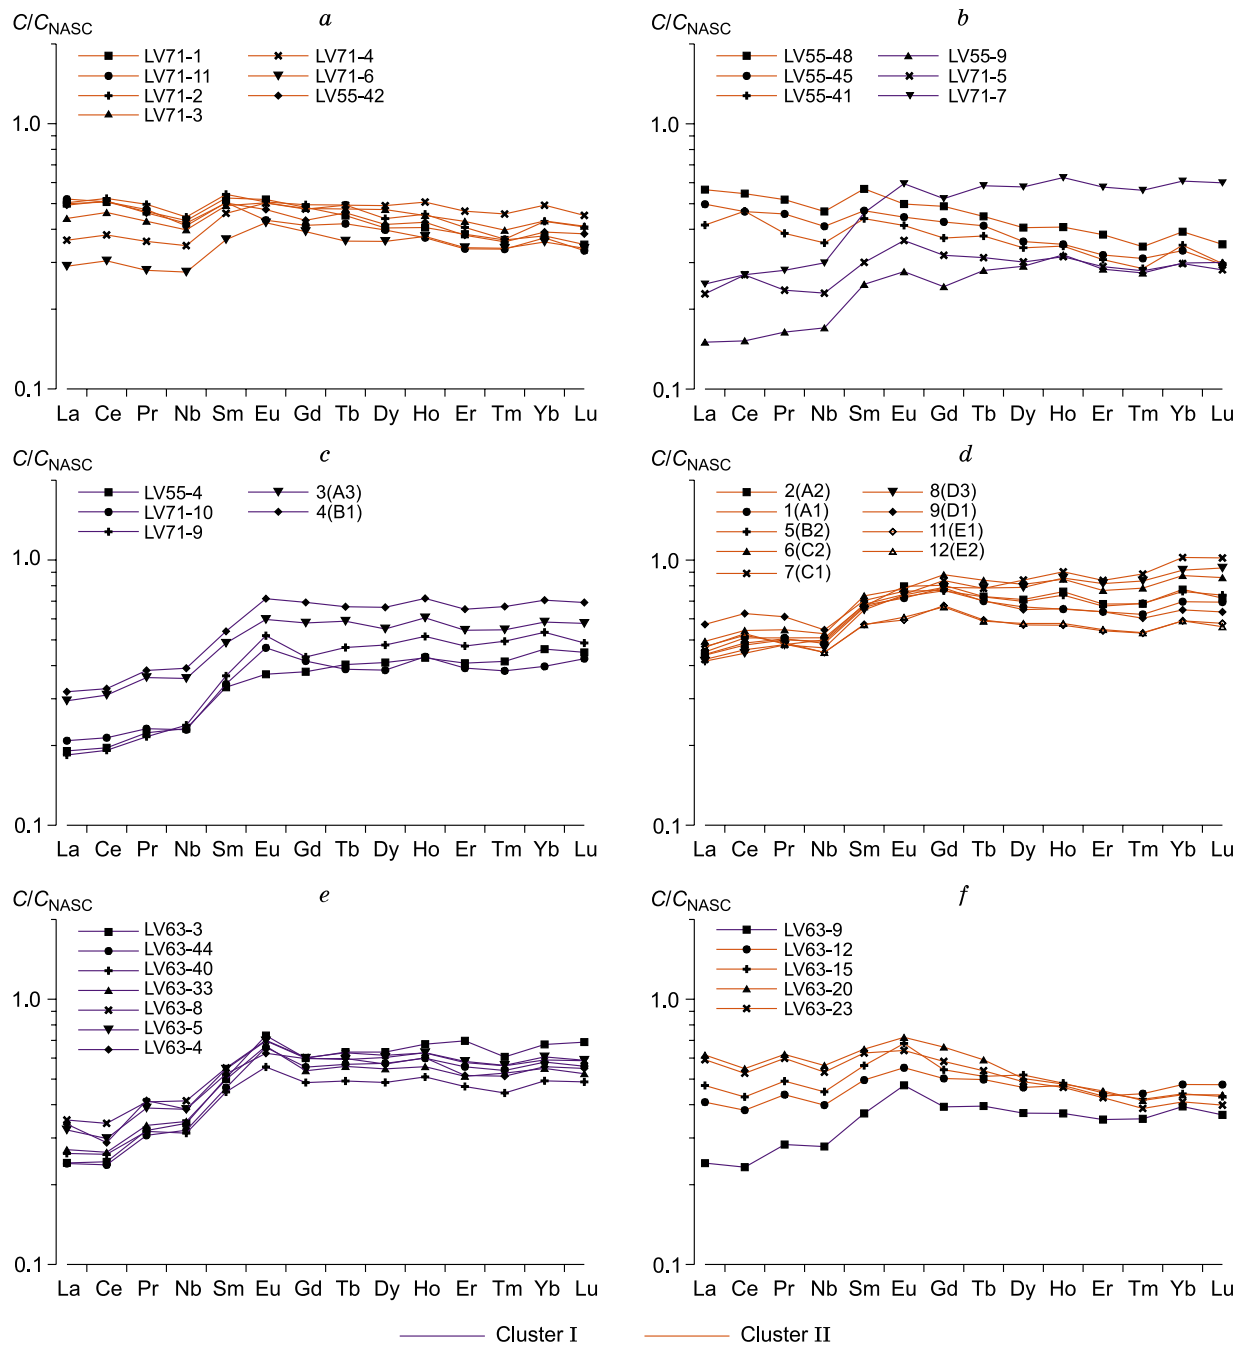 C/C_NASC a
LV71-1 LV71-4
LV71-11 LV71-6
LV71-2 LV55-42
LV71-3
1.0
0.1
La Ce Pr Nb Sm Eu Gd Tb Dy Ho Er Tm Yb Lu
C/C_NASC b
LV55-48 LV55-9
LV55-45 LV71-5
LV55-41 LV71-7
1.0
0.1
La Ce Pr Nb Sm Eu Gd Tb Dy Ho Er Tm Yb Lu
C/C_NASC c
LV55-4 3(A3)
LV71-10 4(B1)
LV71-9
1.0
0.1
La Ce Pr Nb Sm Eu Gd Tb Dy Ho Er Tm Yb Lu
C/C_NASC d
2(A2) 8(D3)
1(A1) 9(D1)
5(B2) 11(E1)
6(C2) 12(E2)
7(C1)
1.0
0.1
La Ce Pr Nb Sm Eu Gd Tb Dy Ho Er Tm Yb Lu
C/C_NASC e
LV63-3
LV63-44
LV63-40
LV63-33
LV63-8
LV63-5
LV63-4
1.0
0.1
La Ce Pr Nb Sm Eu Gd Tb Dy Ho Er Tm Yb Lu
C/C_NASC f
LV63-9
LV63-12
LV63-15
LV63-20
LV63-23
1.0
0.1
La Ce Pr Nb Sm Eu Gd Tb Dy Ho Er Tm Yb Lu
Cluster I Cluster II